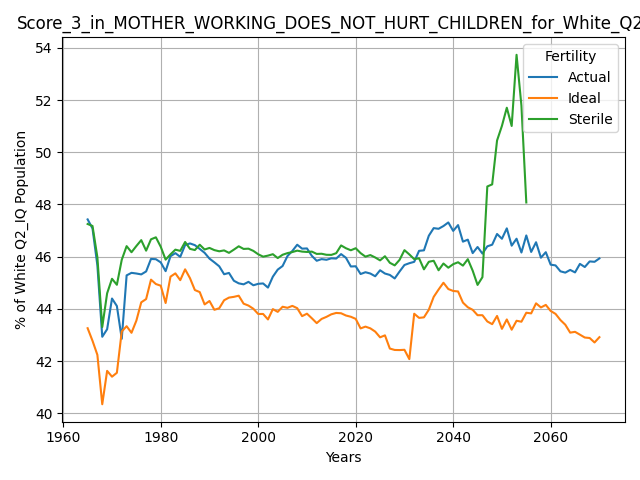 Score_3_in_MOTHER_WORKING_DOES_NOT_HURT_CHILDREN_for_White_Q2
54
52
50
48
46
44
42
40
% of White Q2_IQ Population
Fertility
Actual
Ideal
Sterile
1960 1980 2000 2020 2040 2060
Years